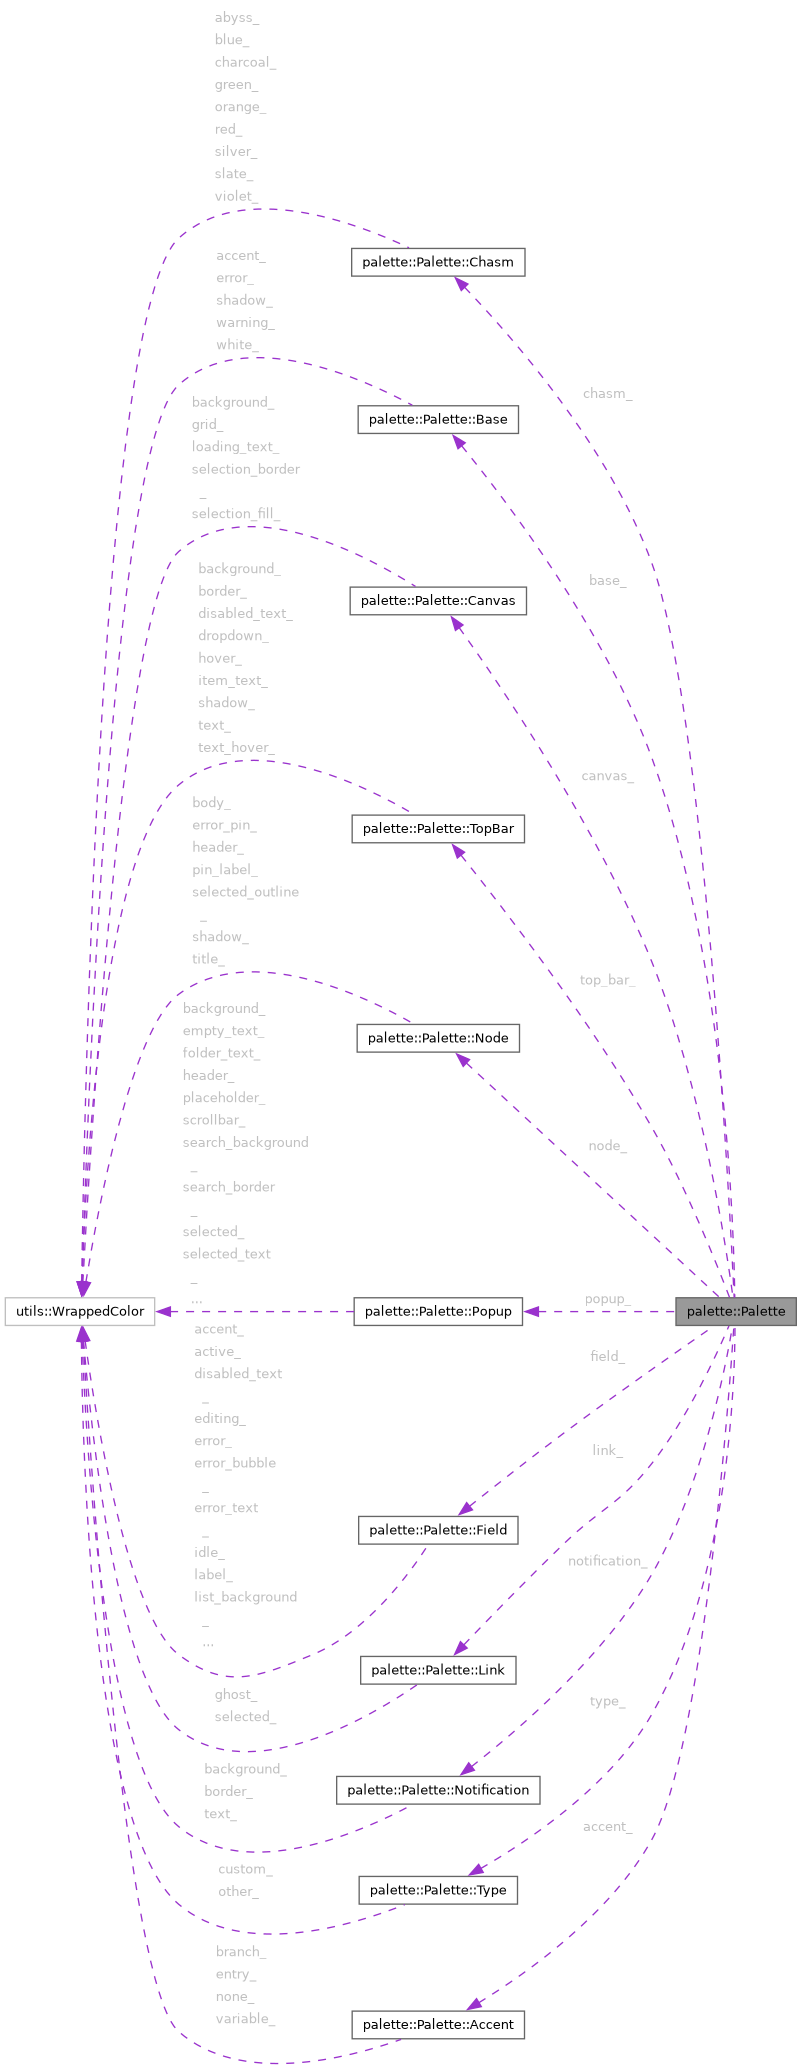 abyss_
blue_
charcoal_
green_
orange_
red_
silver_
slate_
violet_
accent_
palette::Palette::Chasm
error_
shadow_
warning_
white_
chasm_
background_
palette::Palette::Base
grid_
loading_text_
selection_border
_
selection_fill_
background_
base_
border_
palette::Palette::Canvas
disabled_text_
dropdown_
hover_
item_text_
shadow_
text_
text_hover_
canvas_
body_
error_pin_
palette::Palette::TopBar
header_
pin_label_
selected_outline
_
shadow_
title_
top_bar_
background_
empty_text_
palette::Palette::Node
folder_text_
header_
placeholder_
scrollbar_
search_background
node_
_
search_border
_
selected_
selected_text
_
...
popup_
utils::WrappedColor
palette::Palette::Popup
palette::Palette
accent_
active_
field_
disabled_text
_
editing_
error_
link_
error_bubble
_
error_text
_
palette::Palette::Field
idle_
notification_
label_
list_background
_
...
palette::Palette::Link
ghost_
type_
selected_
background_
border_
palette::Palette::Notification
text_
accent_
custom_
other_
palette::Palette::Type
branch_
entry_
none_
variable_
palette::Palette::Accent